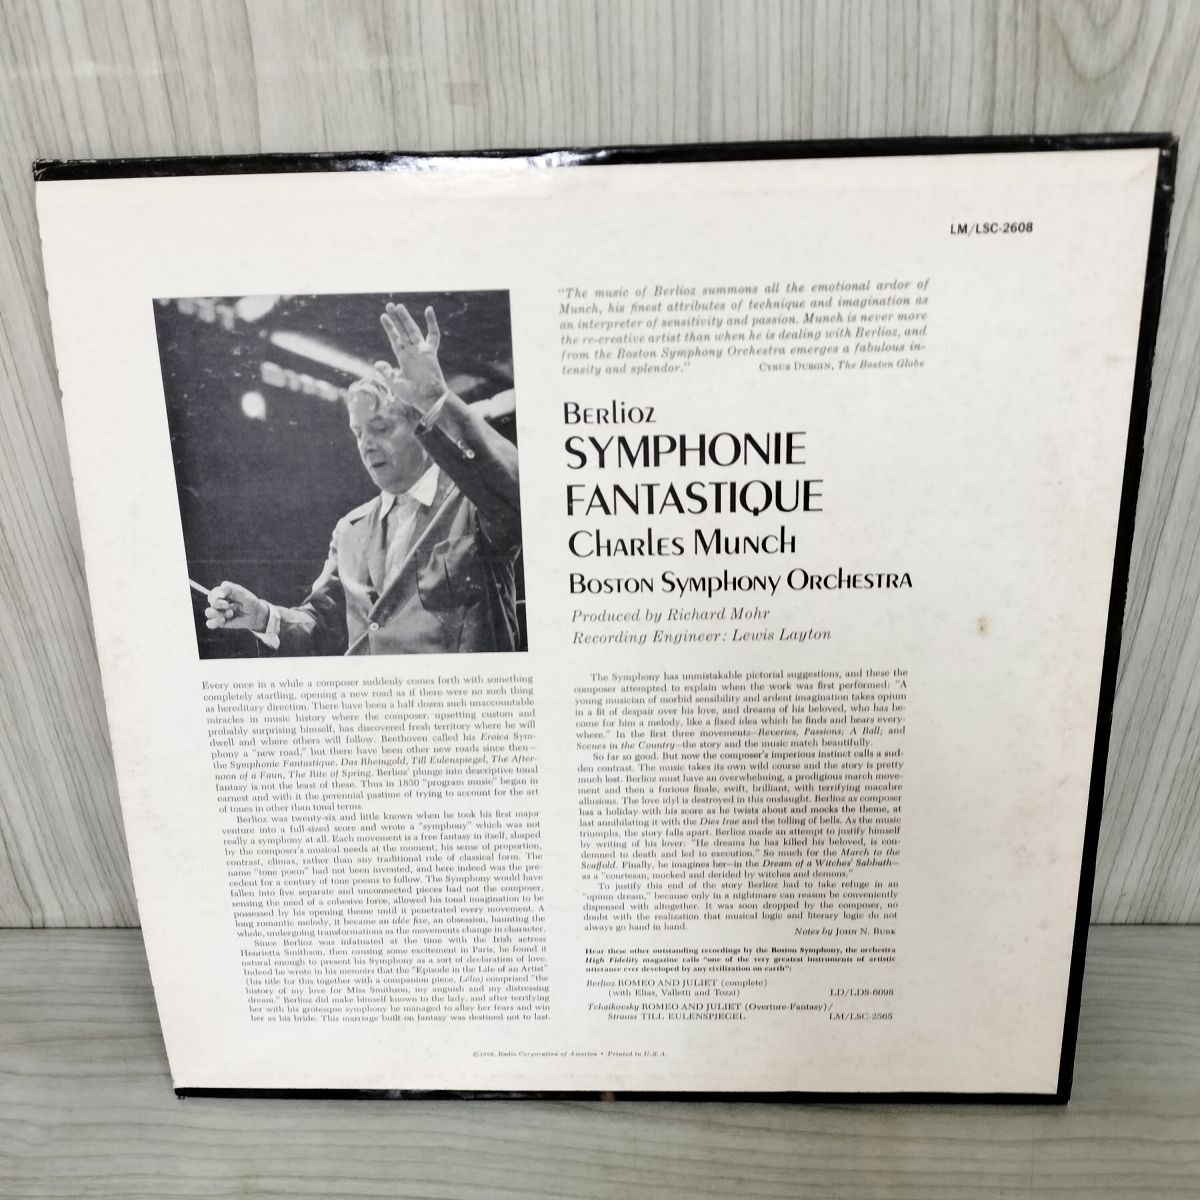 LM/LSC-2608
"The music of Berlioz summons all the emotional ardor of
Munch, his finest attributes of technique and imagination as
an interpreter of sensitivity and passion. Munch is never more
the re-creative artist than when he is dealing with Berlioz, and
from the Boston Symphony Orchestra emerges a fabulous in-
tensity and splendor."
CYRUS DURGIN, The Boston Globe
Berlioz
SYMPHONIE
FANTASTIQUE
Charles Munch
Boston Symphony Orchestra
Produced by Richard Mohr
Recording Engineer: Lewis Layton
Every once in a while a composer suddenly comes forth with something
completely startling, opening a new road as if there were no such thing
as hereditary direction. There have been a half dozen such unaccountable
miracles in music history where the composer, upsetting custom and
probably surprising himself, has discovered fresh territory where he will
dwell and where others will follow. Beethoven called his Eroica Sym-
phony a "new road," but there have been other new roads since then—
the Symphonie Fantastique, Das Rheingold, Till Eulenspiegel, The After-
noon of a Faun, The Rite of Spring. Berlioz' plunge into descriptive tonal
fantasy is not the least of these. Thus in 1830 "program music" began in
earnest and with it the perennial pastime of trying to account for the art
of tones in other than tonal terms.
Berlioz was twenty-six and little known when he took his first major
venture into a full-sized score and wrote a "symphony" which was not
really a symphony at all. Each movement is a free fantasy in itself, shaped
by the composer's musical needs at the moment, his sense of proportion,
contrast, climax, rather than any traditional rule of classical form. The
name "tone poem" had not been invented, and here indeed was the pre-
cedent for a century of tone poems to follow. The Symphony would have
fallen into five separate and unconnected pieces had not the composer,
sensing the need of a cohesive force, allowed his tonal imagination to be
possessed by his opening theme until it penetrated every movement. A
long romantic melody, it became an idée fixe, an obsession, haunting the
whole, undergoing transformations as the movements change in character.
Since Berlioz was infatuated at the time with the Irish actress
Henrietta Smithson, then causing some excitement in Paris, he found it
natural enough to present his Symphony as a sort of declaration of love.
Indeed he wrote in his memoirs that the "Episode in the Life of an Artist"
(his title for this together with a companion piece, Lélio) comprised "the
history of my love for Miss Smithson, my anguish and my distressing
dream." Berlioz did make himself known to the lady, and after terrifying
her with his grotesque symphony he managed to allay her fears and win
her as his bride. This marriage built on fantasy was destined not to last.
The Symphony has unmistakable pictorial suggestions, and these the
composer attempted to explain when the work was first performed: "A
young musician of morbid sensibility and ardent imagination takes opium
in a fit of despair over his love, and dreams of his beloved, who has be-
come for him a melody, like a fixed idea which he finds and hears every-
where." In the first three movements—Reveries, Passions; A Ball; and
Scenes in the Country—the story and the music match beautifully.
So far so good. But now the composer's imperious instinct calls a sud-
den contrast. The music takes its own wild course and the story is pretty
much lost. Berlioz must have an overwhelming, a prodigious march move-
ment and then a furious finale, swift, brilliant, with terrifying macabre
allusions. The love idyl is destroyed in this onslaught. Berlioz as composer
has a holiday with his score as he twists about and mocks the theme, at
last annihilating it with the Dies Irae and the tolling of bells. As the music
triumphs, the story falls apart. Berlioz made an attempt to justify himself
by writing of his lover: "He dreams he has killed his beloved, is con-
demned to death and led to execution." So much for the March to the
Scaffold. Finally, he imagines her—in the Dream of a Witches' Sabbath—
as a "courtesan, mocked and derided by witches and demons."
To justify this end of the story Berlioz had to take refuge in an
"opium dream," because only in a nightmare can reason be conveniently
dispensed with altogether. It was soon dropped by the composer, no
doubt with the realization that musical logic and literary logic do not
always go hand in hand.
Notes by JOHN N. BURK
Hear these other outstanding recordings by the Boston Symphony, the orchestra
High Fidelity magazine calls "one of the very greatest instruments of artistic
utterance ever developed by any civilization on earth":
Berlioz ROMEO AND JULIET (complete)
(with Elias, Valletti and Tozzi) LD/LDS-6098
Tchaikovsky ROMEO AND JULIET (Overture-Fantasy)/
Strauss TILL EULENSPIEGEL LM/LSC-2565
©1962, Radio Corporation of America • Printed in U.S.A.